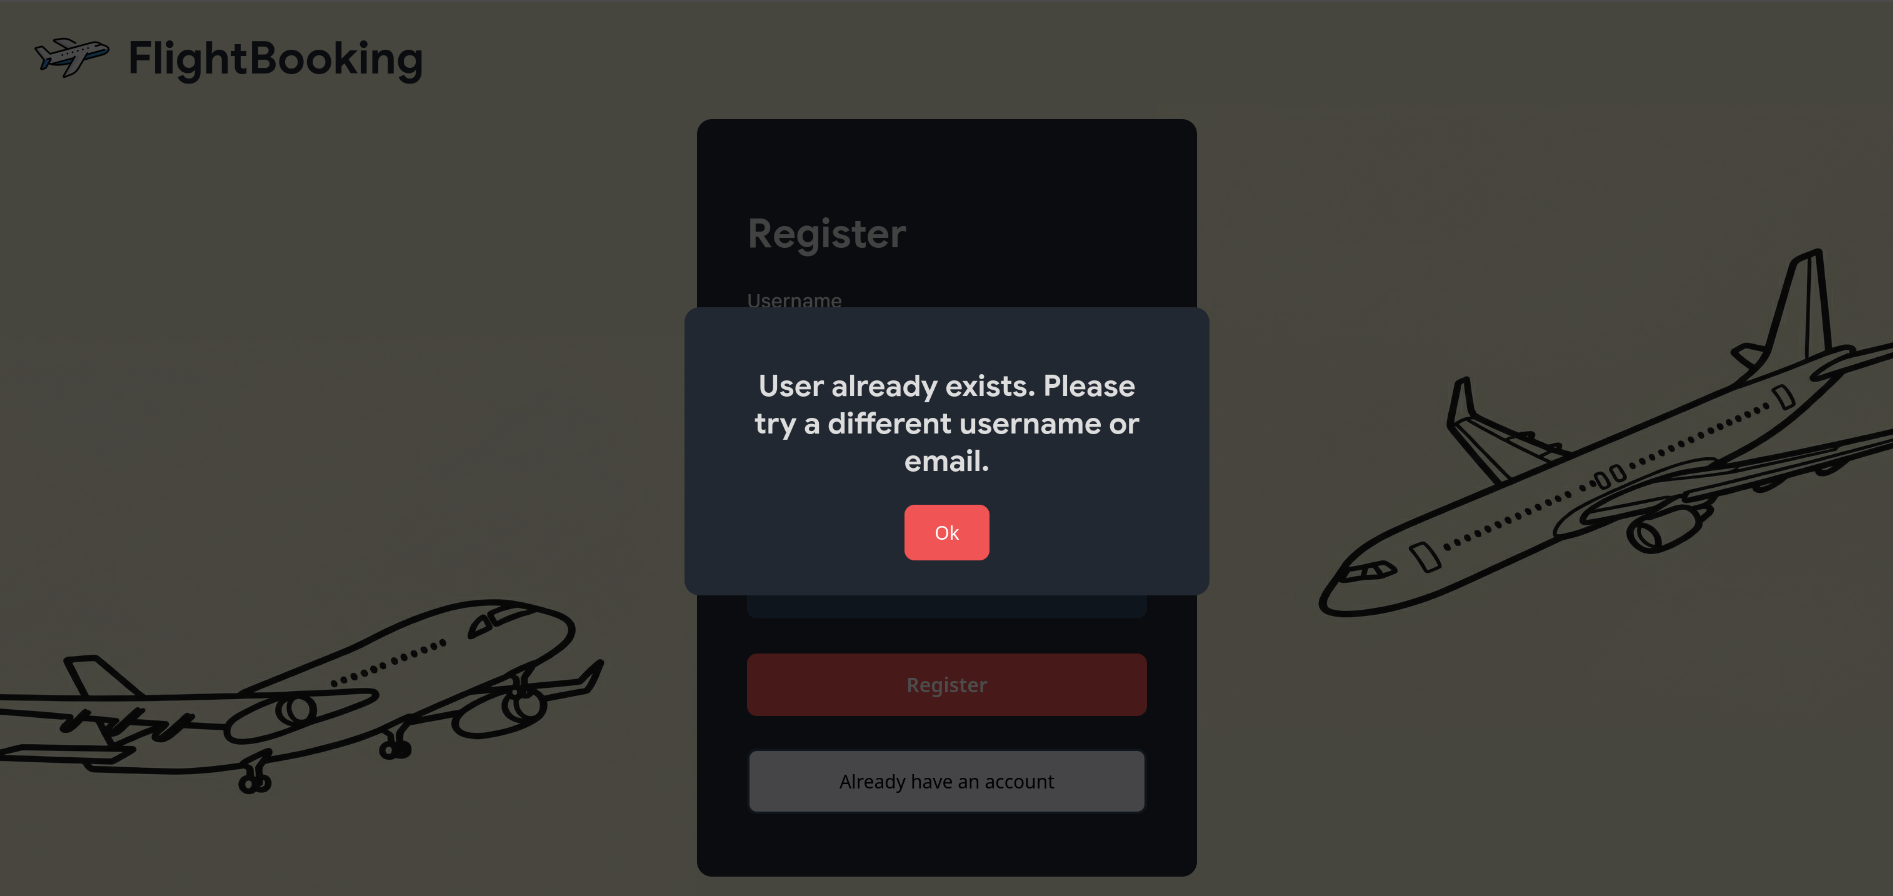 FlightBooking
Register
Username
User already exists. Please
try a different username or
email.
Ok
Register
Already have an account